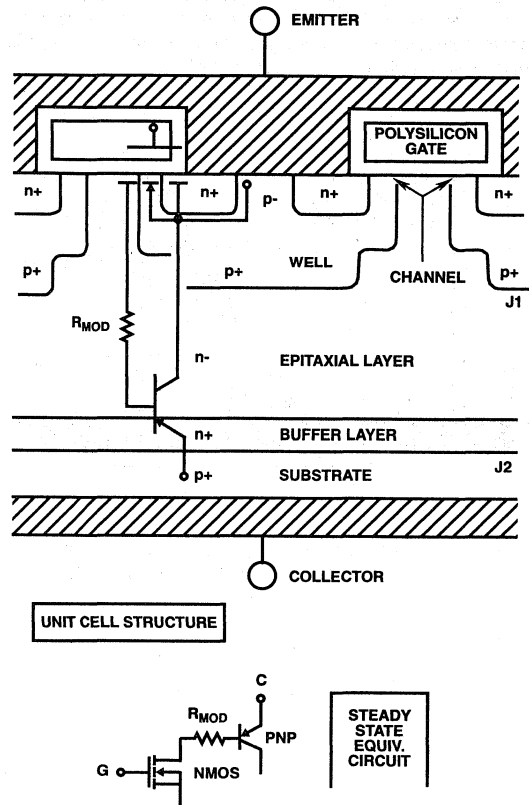 EMITTER
POLYSILICON
GATE
n+
n+
p-
n+
n+
p+
WELL
p+
CHANNEL
p+
J1
RMOD
n-
EPITAXIAL LAYER
n+
BUFFER LAYER
p+
SUBSTRATE
J2
COLLECTOR
UNIT CELL STRUCTURE
C
RMOD
PNP
G
NMOS
STEADY
STATE
EQUIV.
CIRCUIT